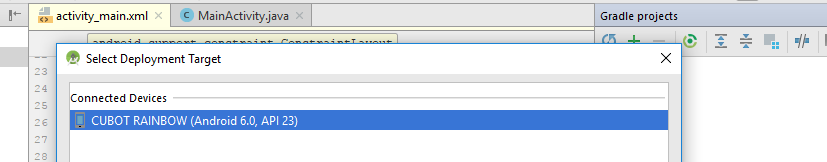 activity_main.xml
MainActivity.java
Gradle projects
android.support.constraint.ConstraintLayout
Select Deployment Target
23
24
25
26
27
28
Connected Devices
CUBOT RAINBOW (Android 6.0, API 23)